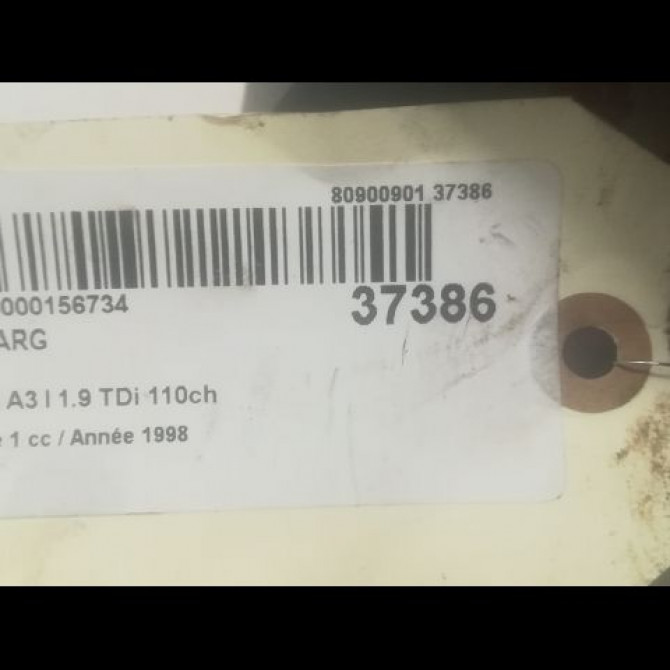 80900901 37386
000156734
37386
ARG
A3 I 1.9 TDi 110ch
1 cc / Année 1998